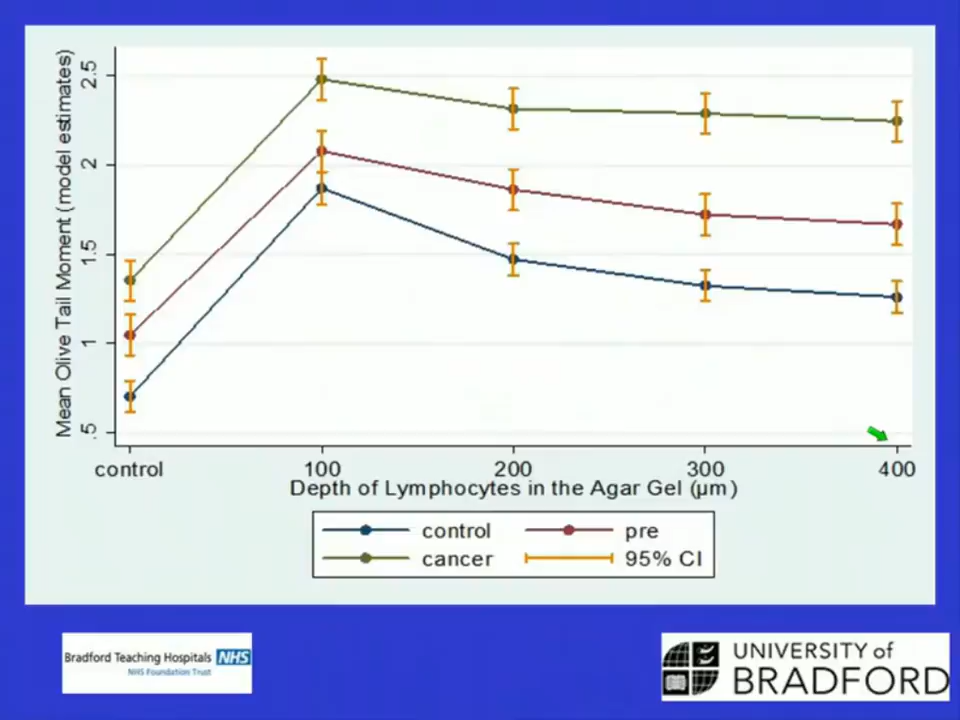 Mean Olive Tail Moment (model estimates)
2.5
2
1.5
1
.5
control 100 200 300 400
Depth of Lymphocytes in the Agar Gel (µm)
control pre
cancer 95% CI
Bradford Teaching Hospitals NHS
NHS Foundation Trust
UNIVERSITY of
BRADFORD